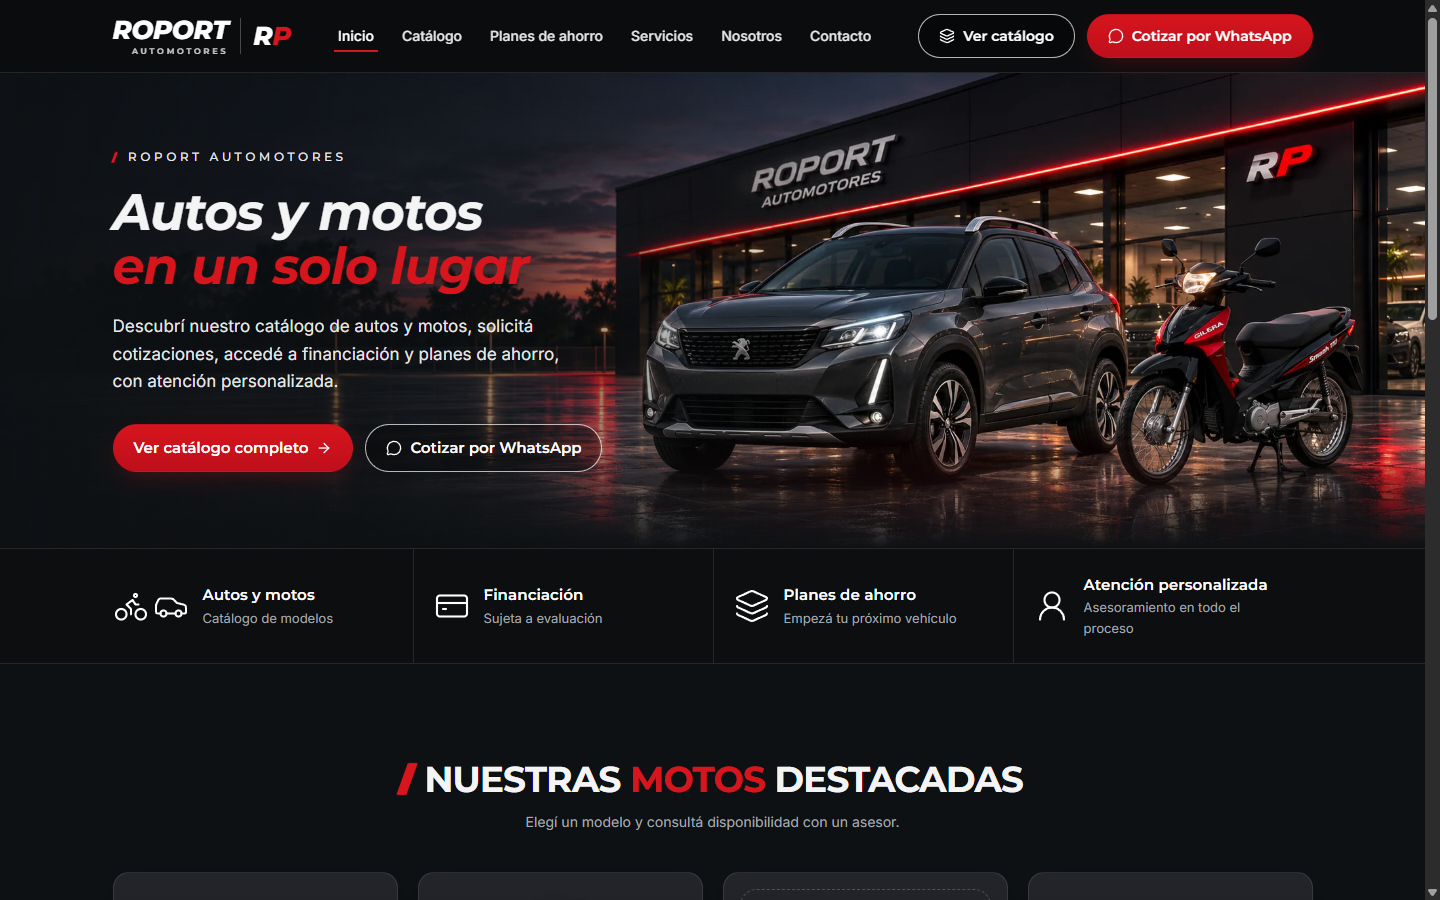 ROPORT
AUTOMOTORES
RP
Inicio
Catálogo
Planes de ahorro
Servicios
Nosotros
Contacto
Ver catálogo
Cotizar por WhatsApp
ROPORT AUTOMOTORES
Autos y motos
en un solo lugar
Descubrí nuestro catálogo de autos y motos, solicitá
cotizaciones, accedé a financiación y planes de ahorro,
con atención personalizada.
Ver catálogo completo
Cotizar por WhatsApp
ROPORT
AUTOMOTORES
RP
GILERA
Smash 110
Autos y motos
Catálogo de modelos
Financiación
Sujeta a evaluación
Planes de ahorro
Empezá tu próximo vehículo
Atención personalizada
Asesoramiento en todo el
proceso
NUESTRAS MOTOS DESTACADAS
Elegí un modelo y consultá disponibilidad con un asesor.